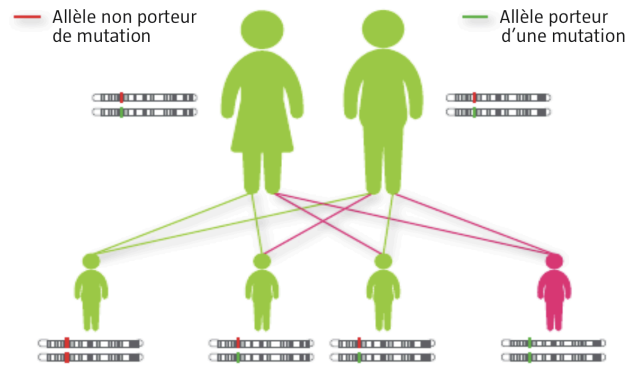 Allèle non porteur
de mutation
Allèle porteur
d’une mutation